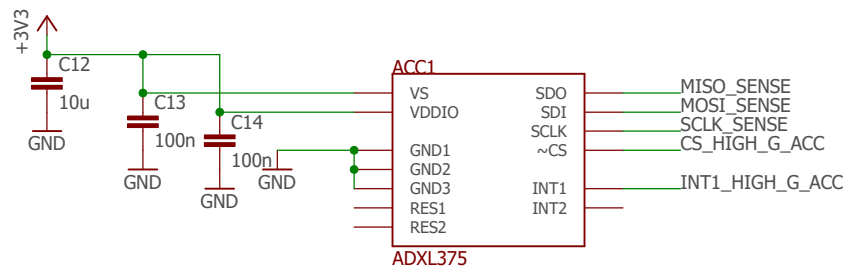 +3V3
C12
10u
GND
C13
100n
GND
C14
100n
GND
GND
ACC1
VS
VDDIO
GND1
GND2
GND3
RES1
RES2
SDO
SDI
SCLK
~CS
INT1
INT2
ADXL375
MISO_SENSE
MOSI_SENSE
SCLK_SENSE
CS_HIGH_G_ACC
INT1_HIGH_G_ACC